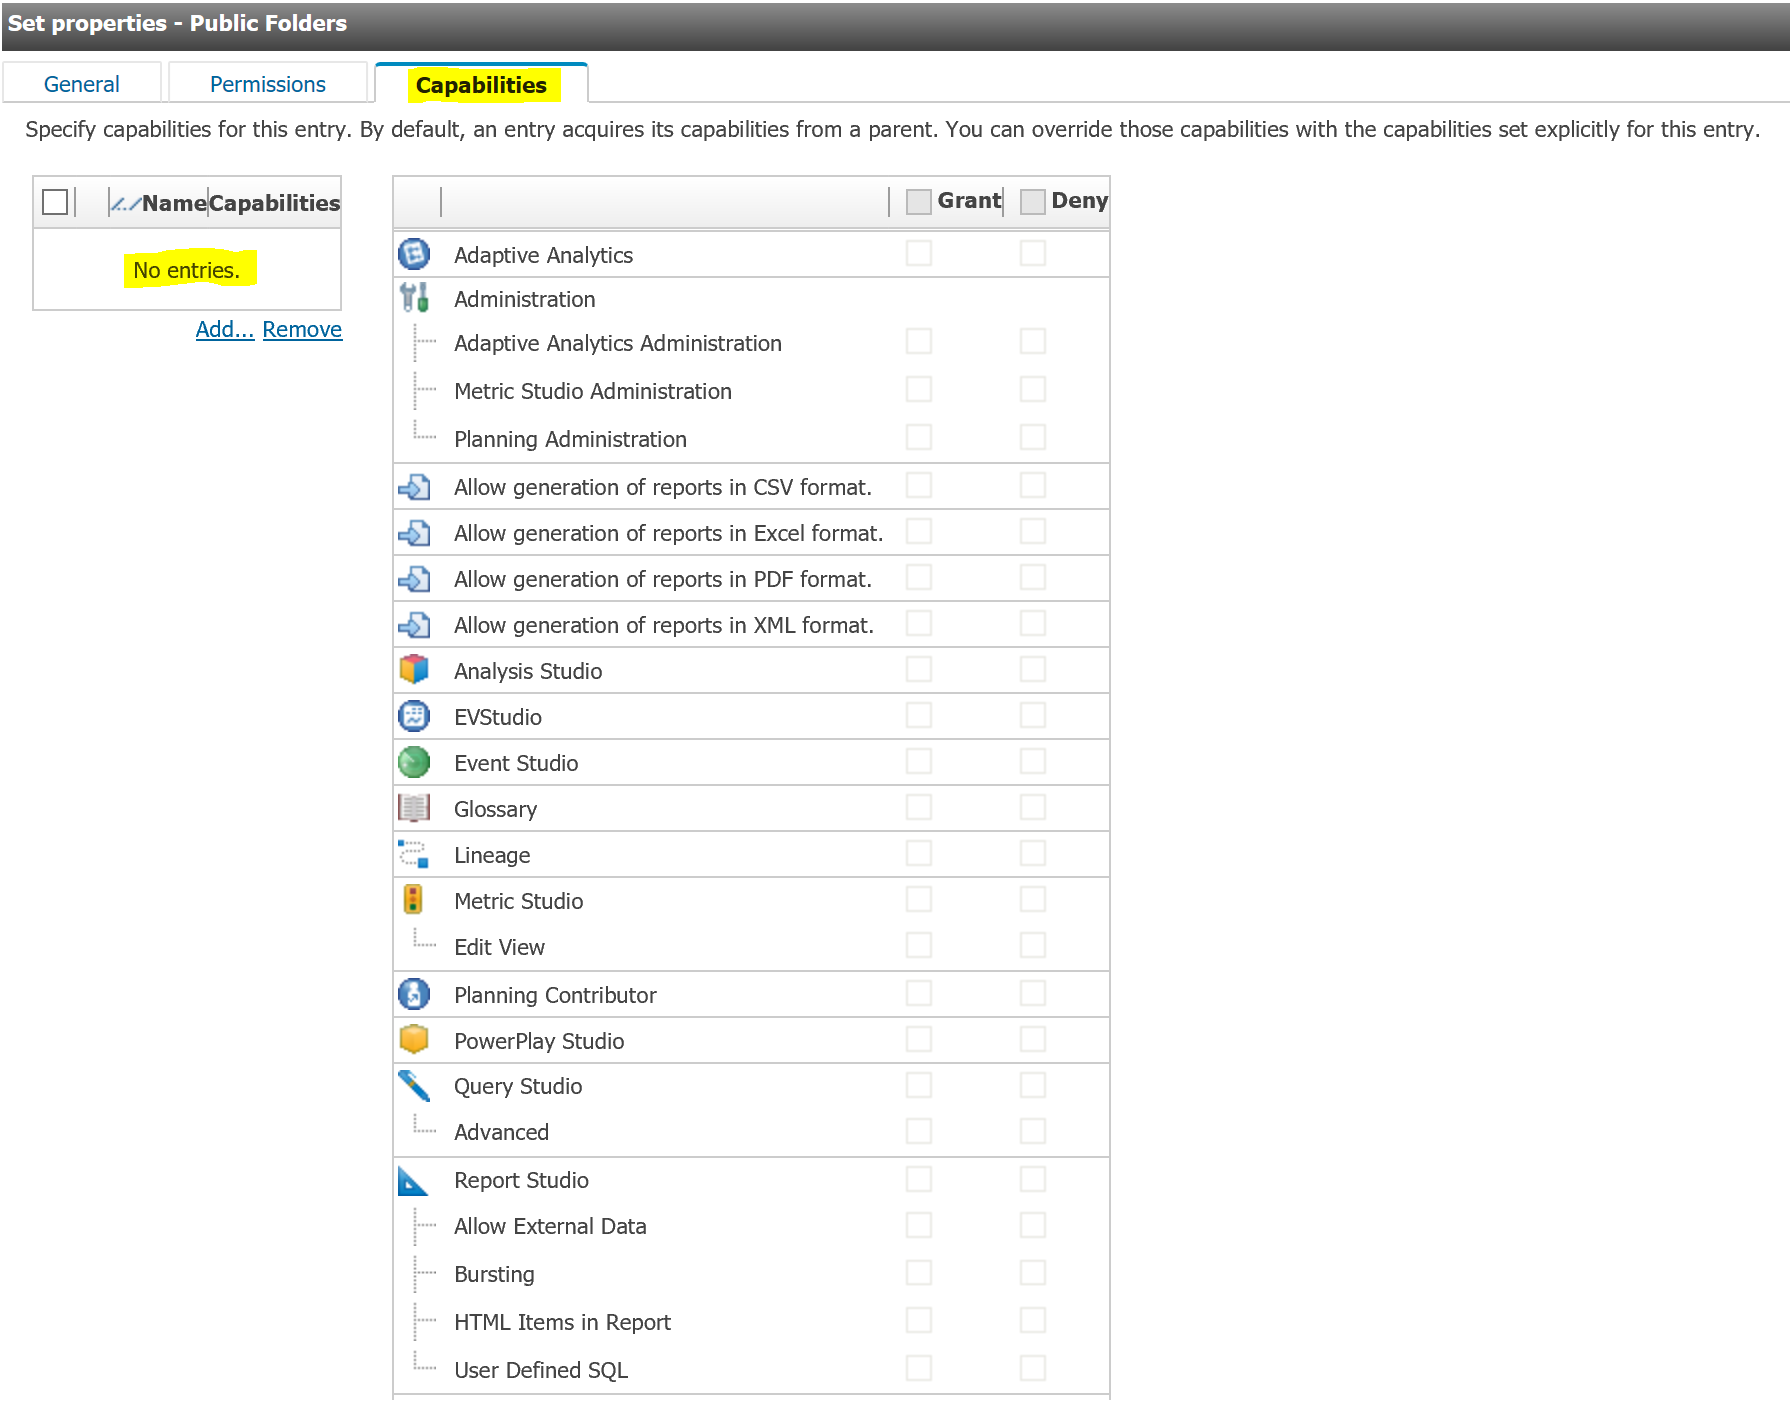 Set properties - Public Folders
General
Permissions
Capabilities
Specify capabilities for this entry. By default, an entry acquires its capabilities from a parent. You can override those capabilities with the capabilities set explicitly for this entry.
Name
Capabilities
No entries.
Add... Remove
Grant
Deny
Adaptive Analytics
Administration
Adaptive Analytics Administration
Metric Studio Administration
Planning Administration
Allow generation of reports in CSV format.
Allow generation of reports in Excel format.
Allow generation of reports in PDF format.
Allow generation of reports in XML format.
Analysis Studio
EVStudio
Event Studio
Glossary
Lineage
Metric Studio
Edit View
Planning Contributor
PowerPlay Studio
Query Studio
Advanced
Report Studio
Allow External Data
Bursting
HTML Items in Report
User Defined SQL